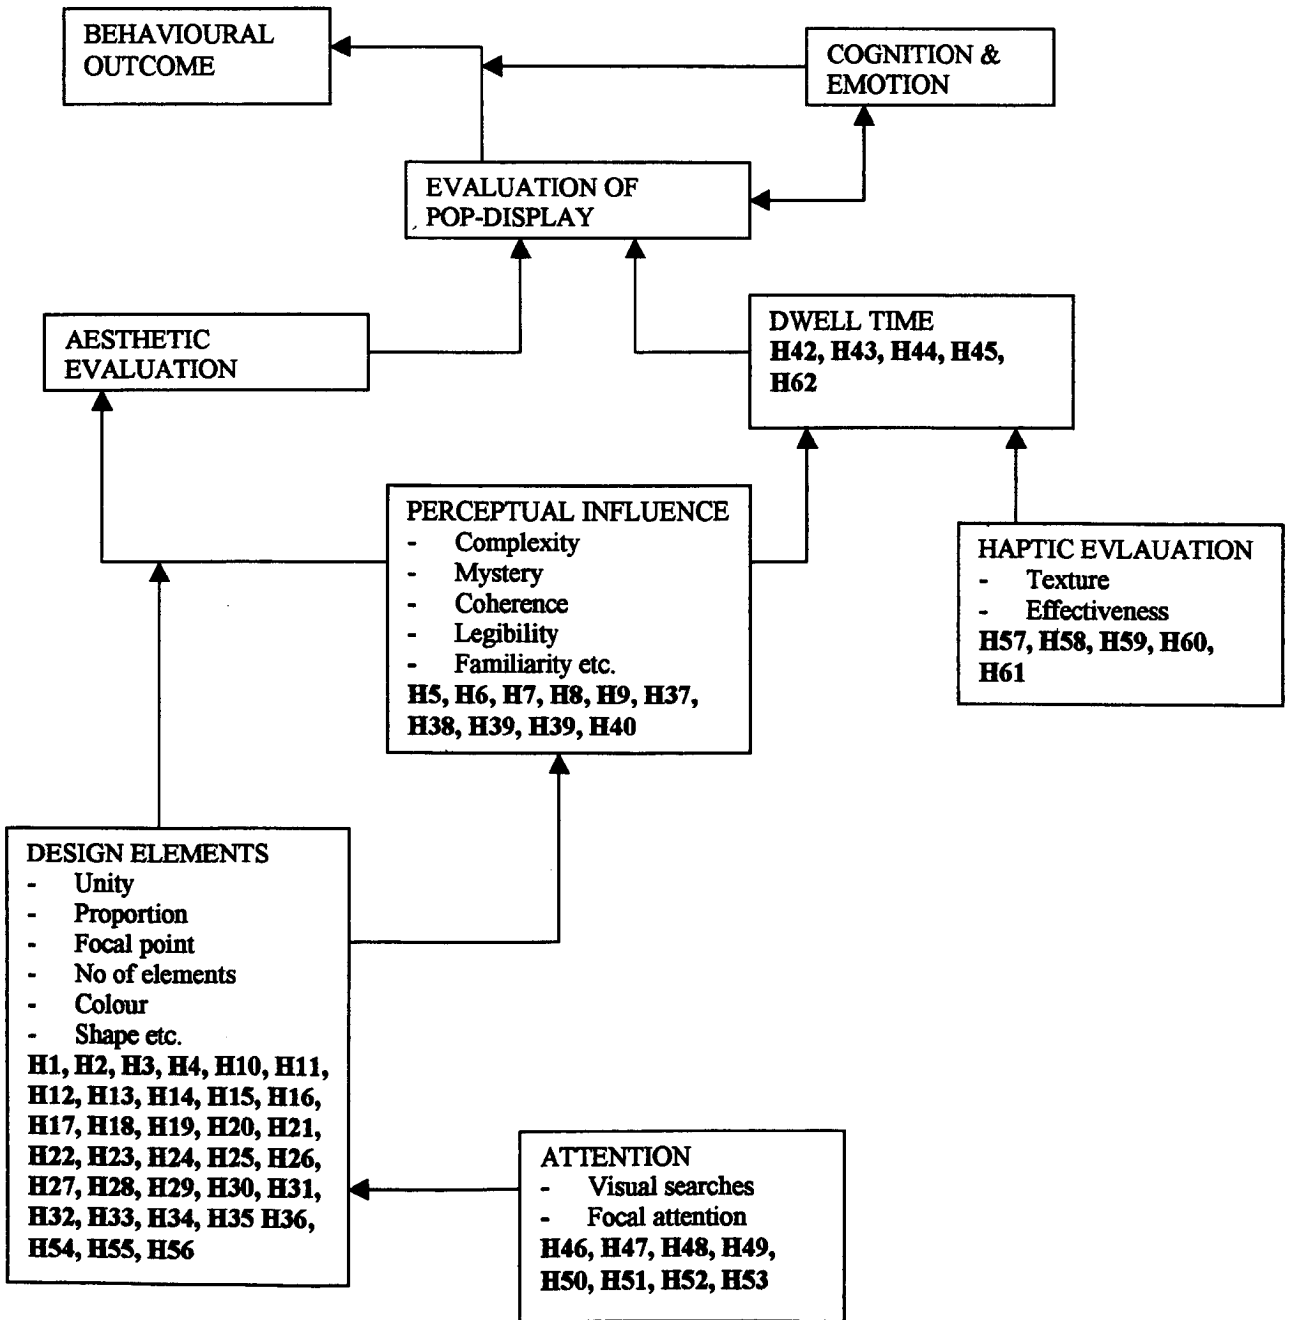 BEHAVIOURAL
OUTCOME
COGNITION &
EMOTION
EVALUATION OF
POP-DISPLAY
AESTHETIC
EVALUATION
DWELL TIME
H42, H43, H44, H45,
H62
PERCEPTUAL INFLUENCE
- Complexity
- Mystery
- Coherence
- Legibility
- Familiarity etc.
H5, H6, H7, H8, H9, H37,
H38, H39, H39, H40
HAPTIC EVLAUATION
- Texture
- Effectiveness
H57, H58, H59, H60,
H61
DESIGN ELEMENTS
- Unity
- Proportion
- Focal point
- No of elements
- Colour
- Shape etc.
H1, H2, H3, H4, H10, H11,
H12, H13, H14, H15, H16,
H17, H18, H19, H20, H21,
H22, H23, H24, H25, H26,
H27, H28, H29, H30, H31,
H32, H33, H34, H35 H36,
H54, H55, H56
ATTENTION
- Visual searches
- Focal attention
H46, H47, H48, H49,
H50, H51, H52, H53